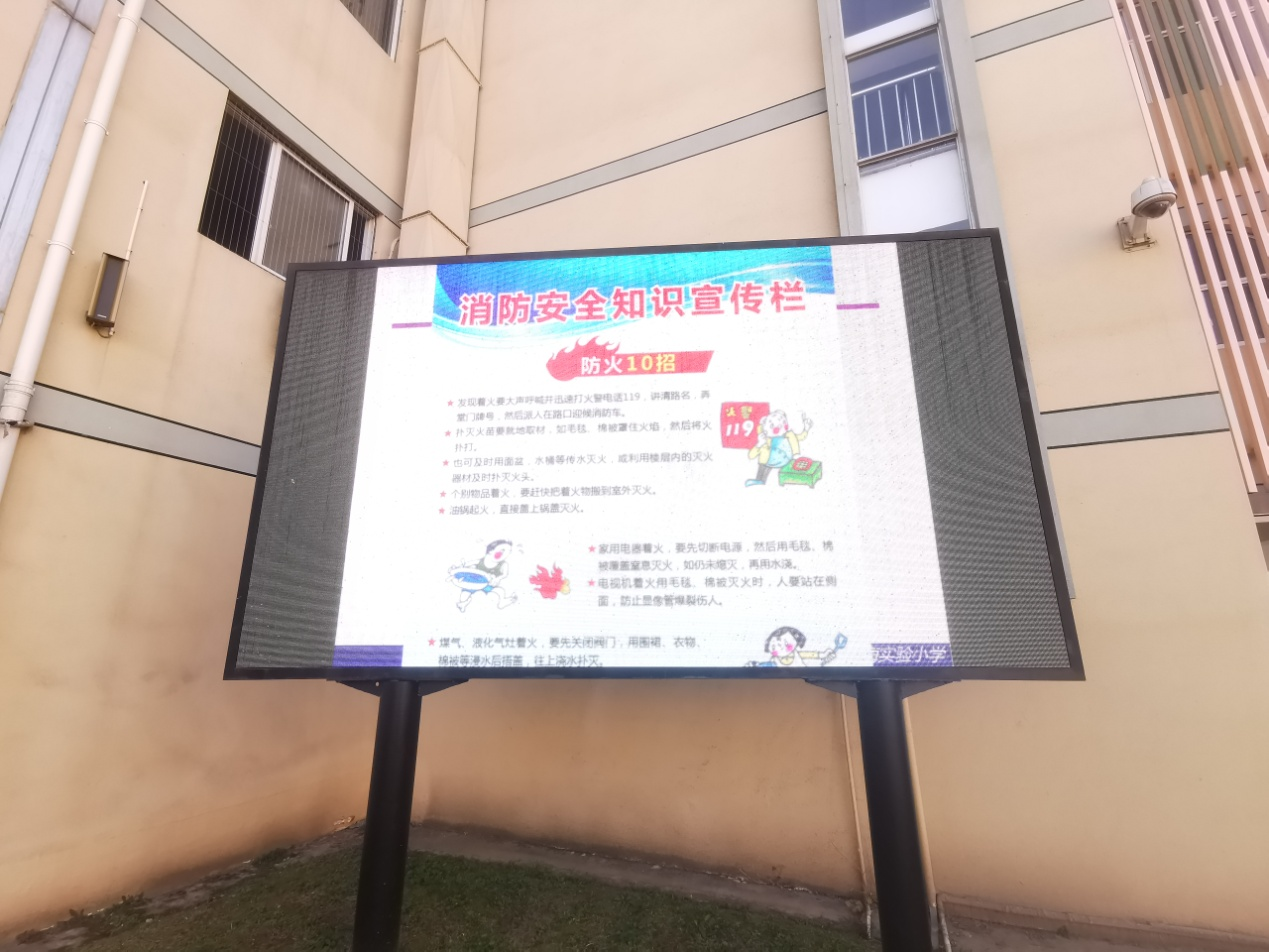 消防安全知识宣传栏
防火10招
★发现着火要大声呼喊并迅速打火警电话119，讲清路名，弄
堂门牌号，然后派人在路口迎候消防车。
★扑灭火苗要就地取材，如毛毯、棉被罩住火焰，然后将火
扑打。
★也可及时用面盆，水桶等传水灭火，或利用楼层内的灭火
器材及时扑灭火头。
★个别物品着火，要赶快把着火物搬到室外灭火。
★油锅起火，直接盖上锅盖灭火。
火警
119
★家用电器着火，要先切断电源，然后用毛毯、棉
被覆盖窒息灭火，如仍未熄灭，再用水浇。
★电视机着火用毛毯、棉被灭火时，人要站在侧
面，防止显像管爆裂伤人。
★煤气、液化气灶着火，要先关闭阀门，用围裙、衣物、
棉被等浸水后捂盖，往上浇水扑灭。
实验小学